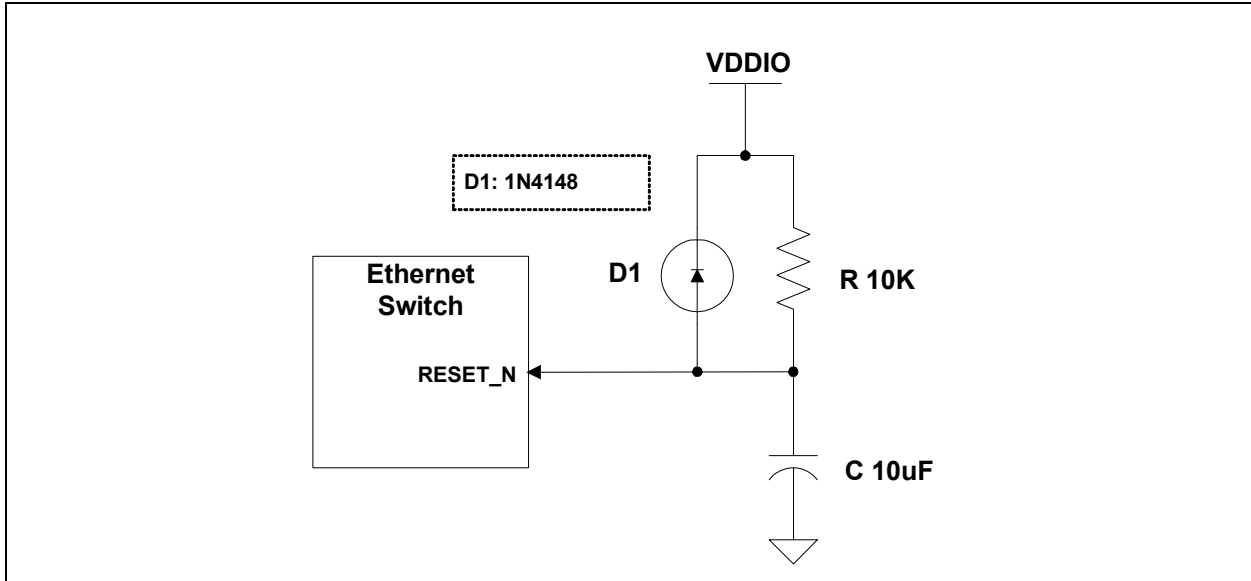 VDDIO
D1: 1N4148
Ethernet
Switch
D1
R 10K
RESET_N
C 10uF